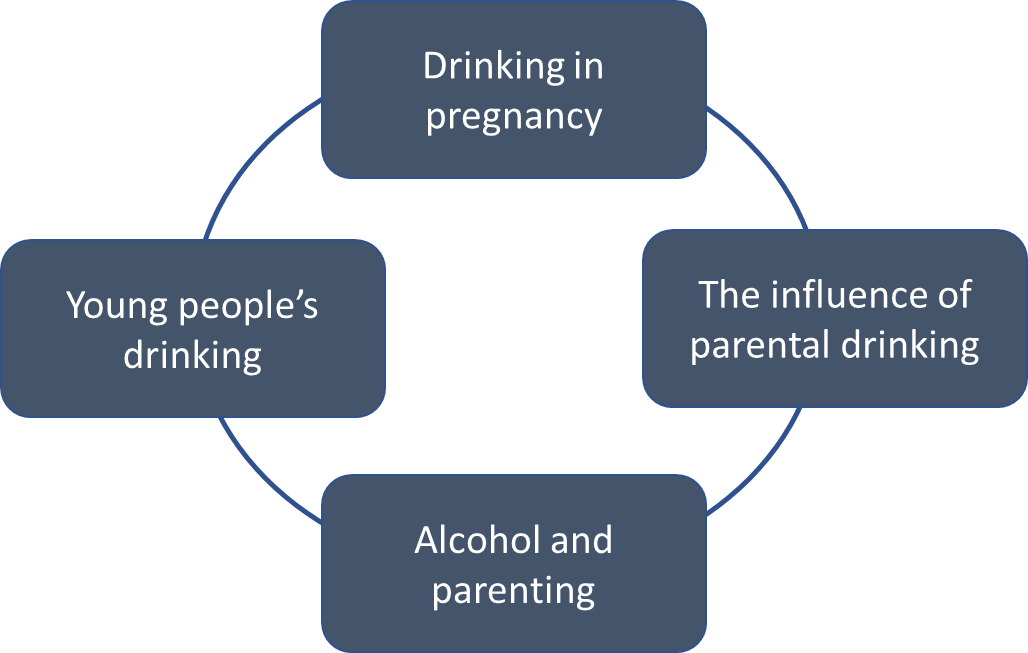 Drinking in
pregnancy
The influence of
parental drinking
Alcohol and
parenting
Young people’s
drinking